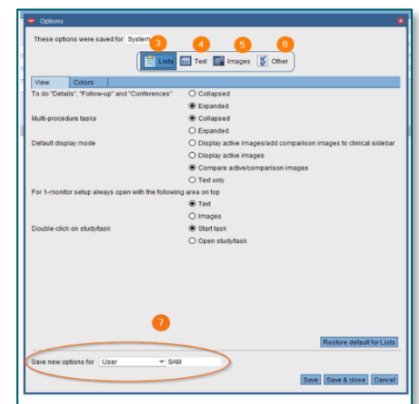 Options
These options were saved for System
3 4 5 6
Lists Text Images Other
View Colors
To do "Details", "Follow-up" and "Conferences" Collapsed
Expanded
Multi-procedure tasks Collapsed
Expanded
Default display mode Display active images/add comparison images to clinical sidebar
Display active images
Compare active/comparison images
Text only
For 1-monitor setup always open with the following area on top
Text
Images
Double-click on study/task Start task
Open study/task
7
Restore default for Lists
Save new options for User SAM
Save Save & close Cancel